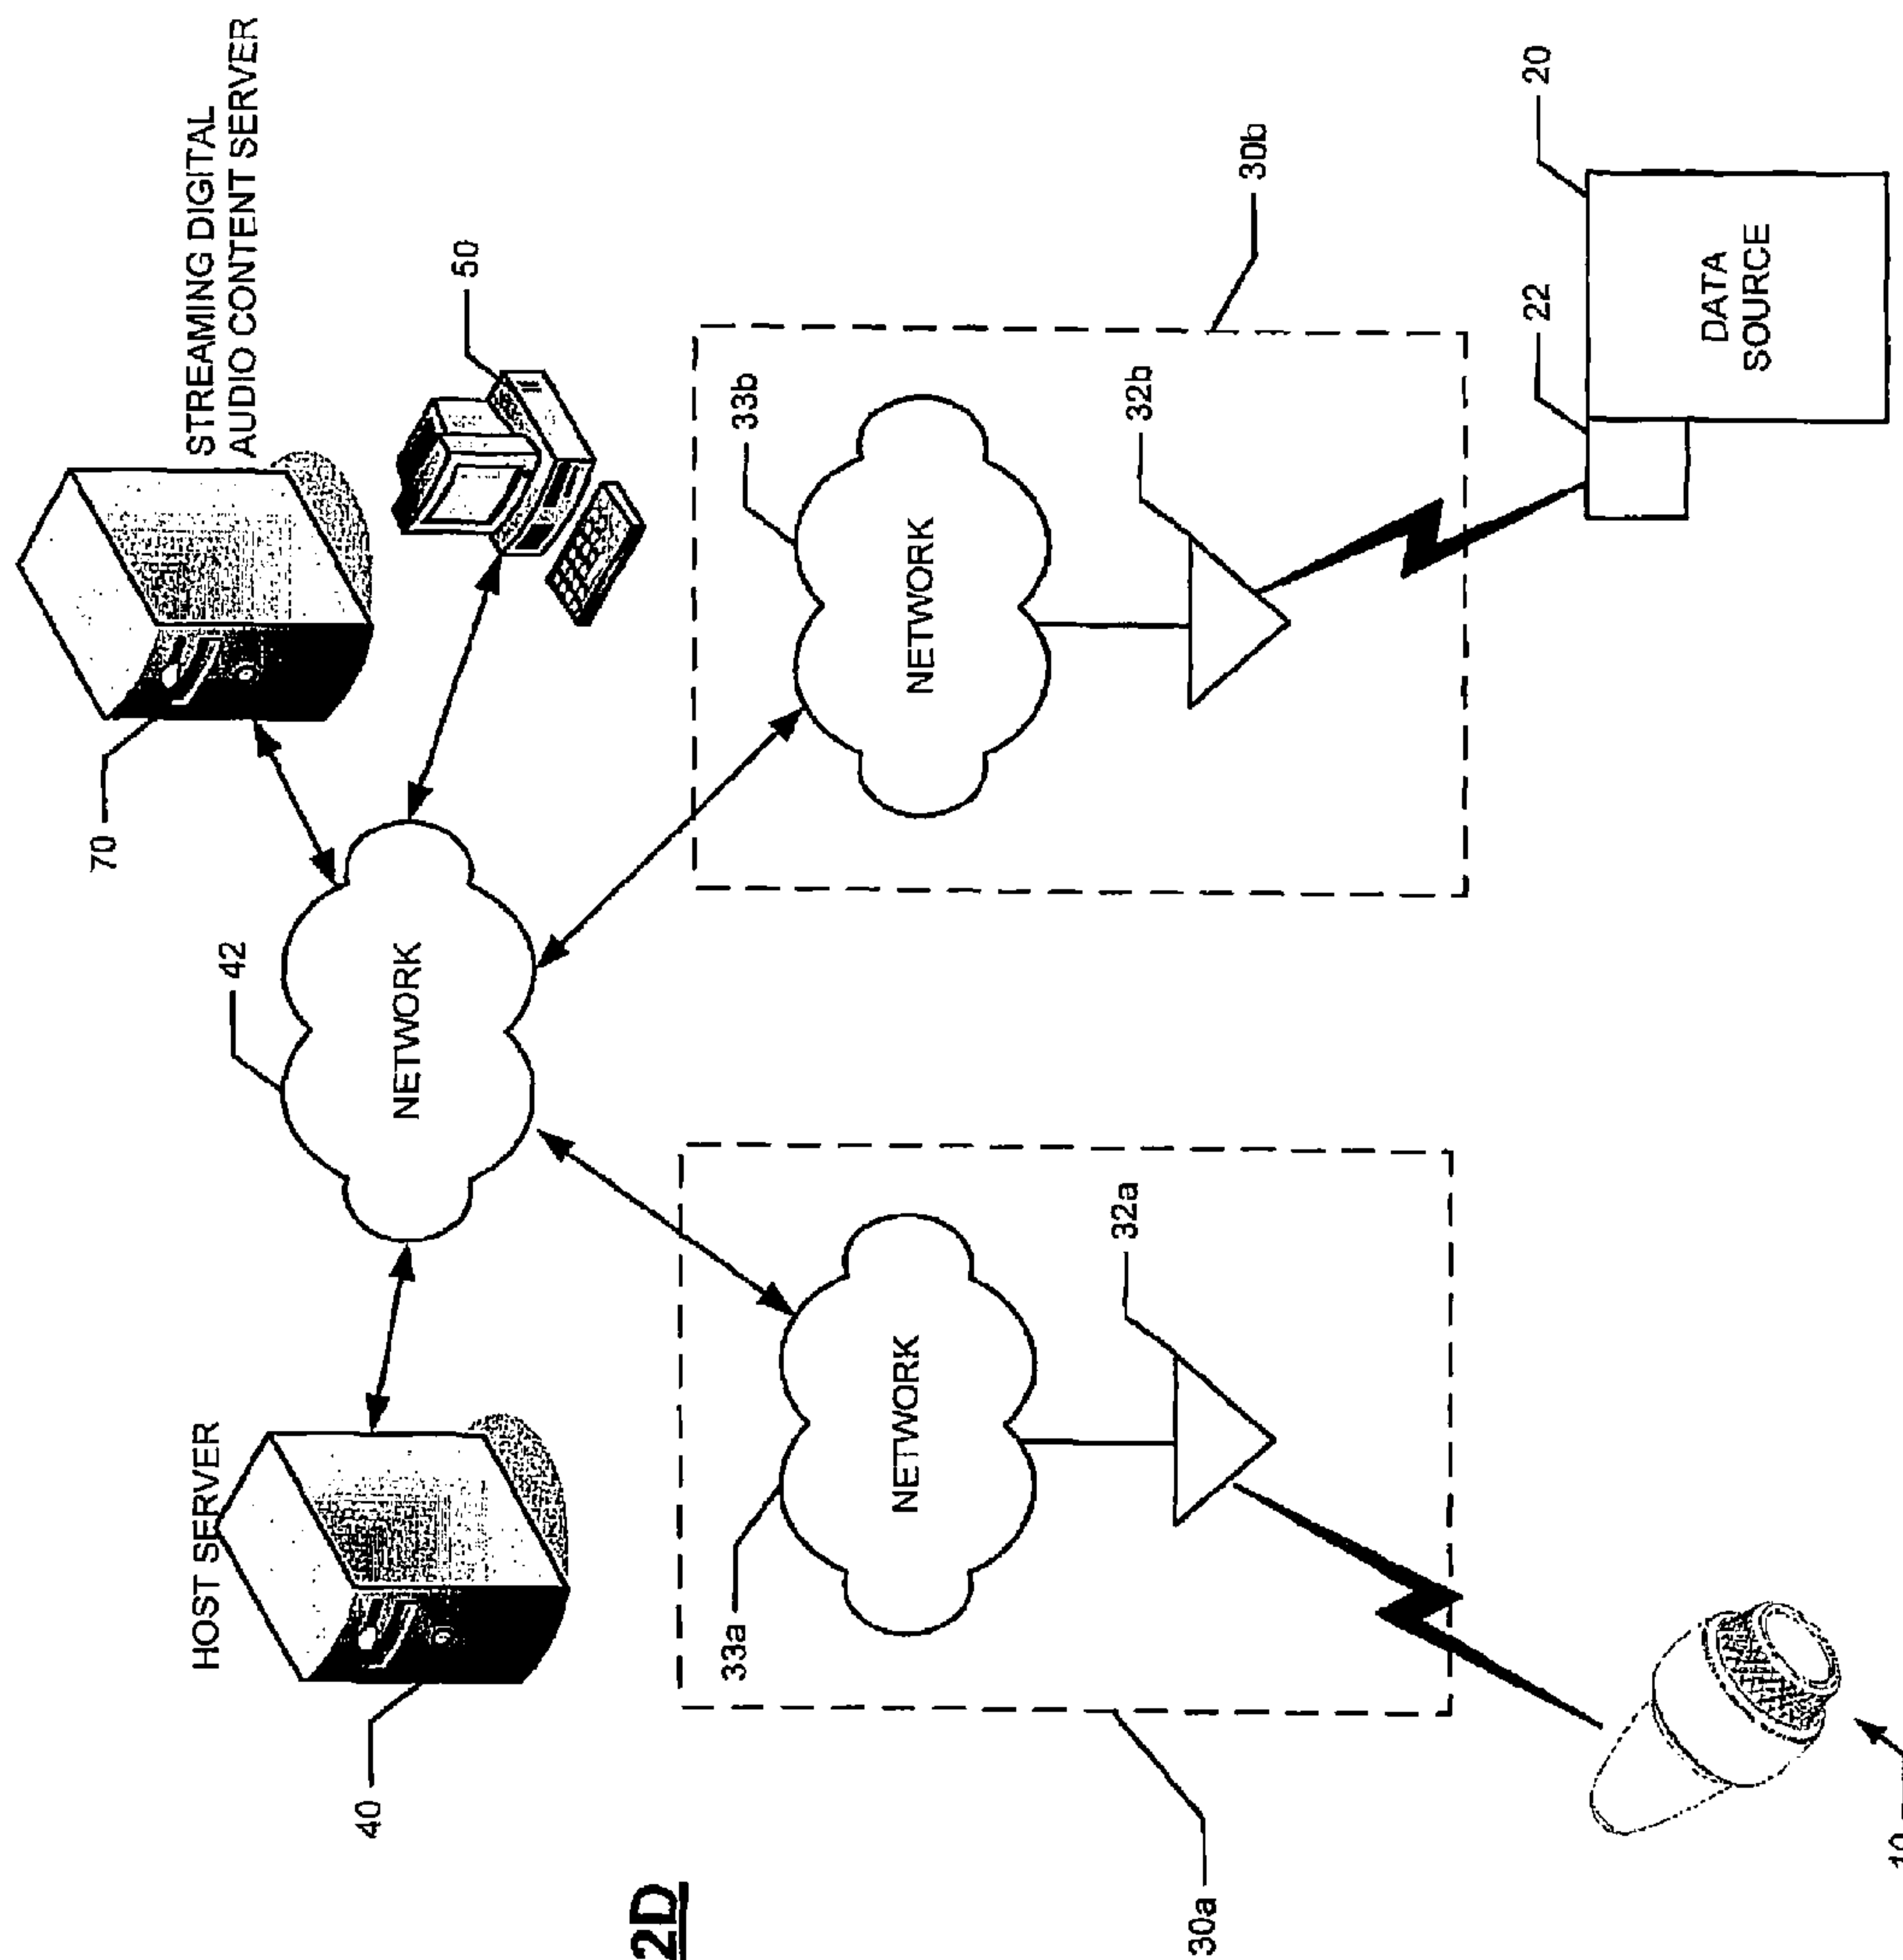 STREAMING DIGITAL
AUDIO CONTENT SERVER
HOST SERVER
70
50
42
40
NETWORK
33b
NETWORK
32b
30b
33a
NETWORK
32a
30a
22
20
DATA
SOURCE
2D